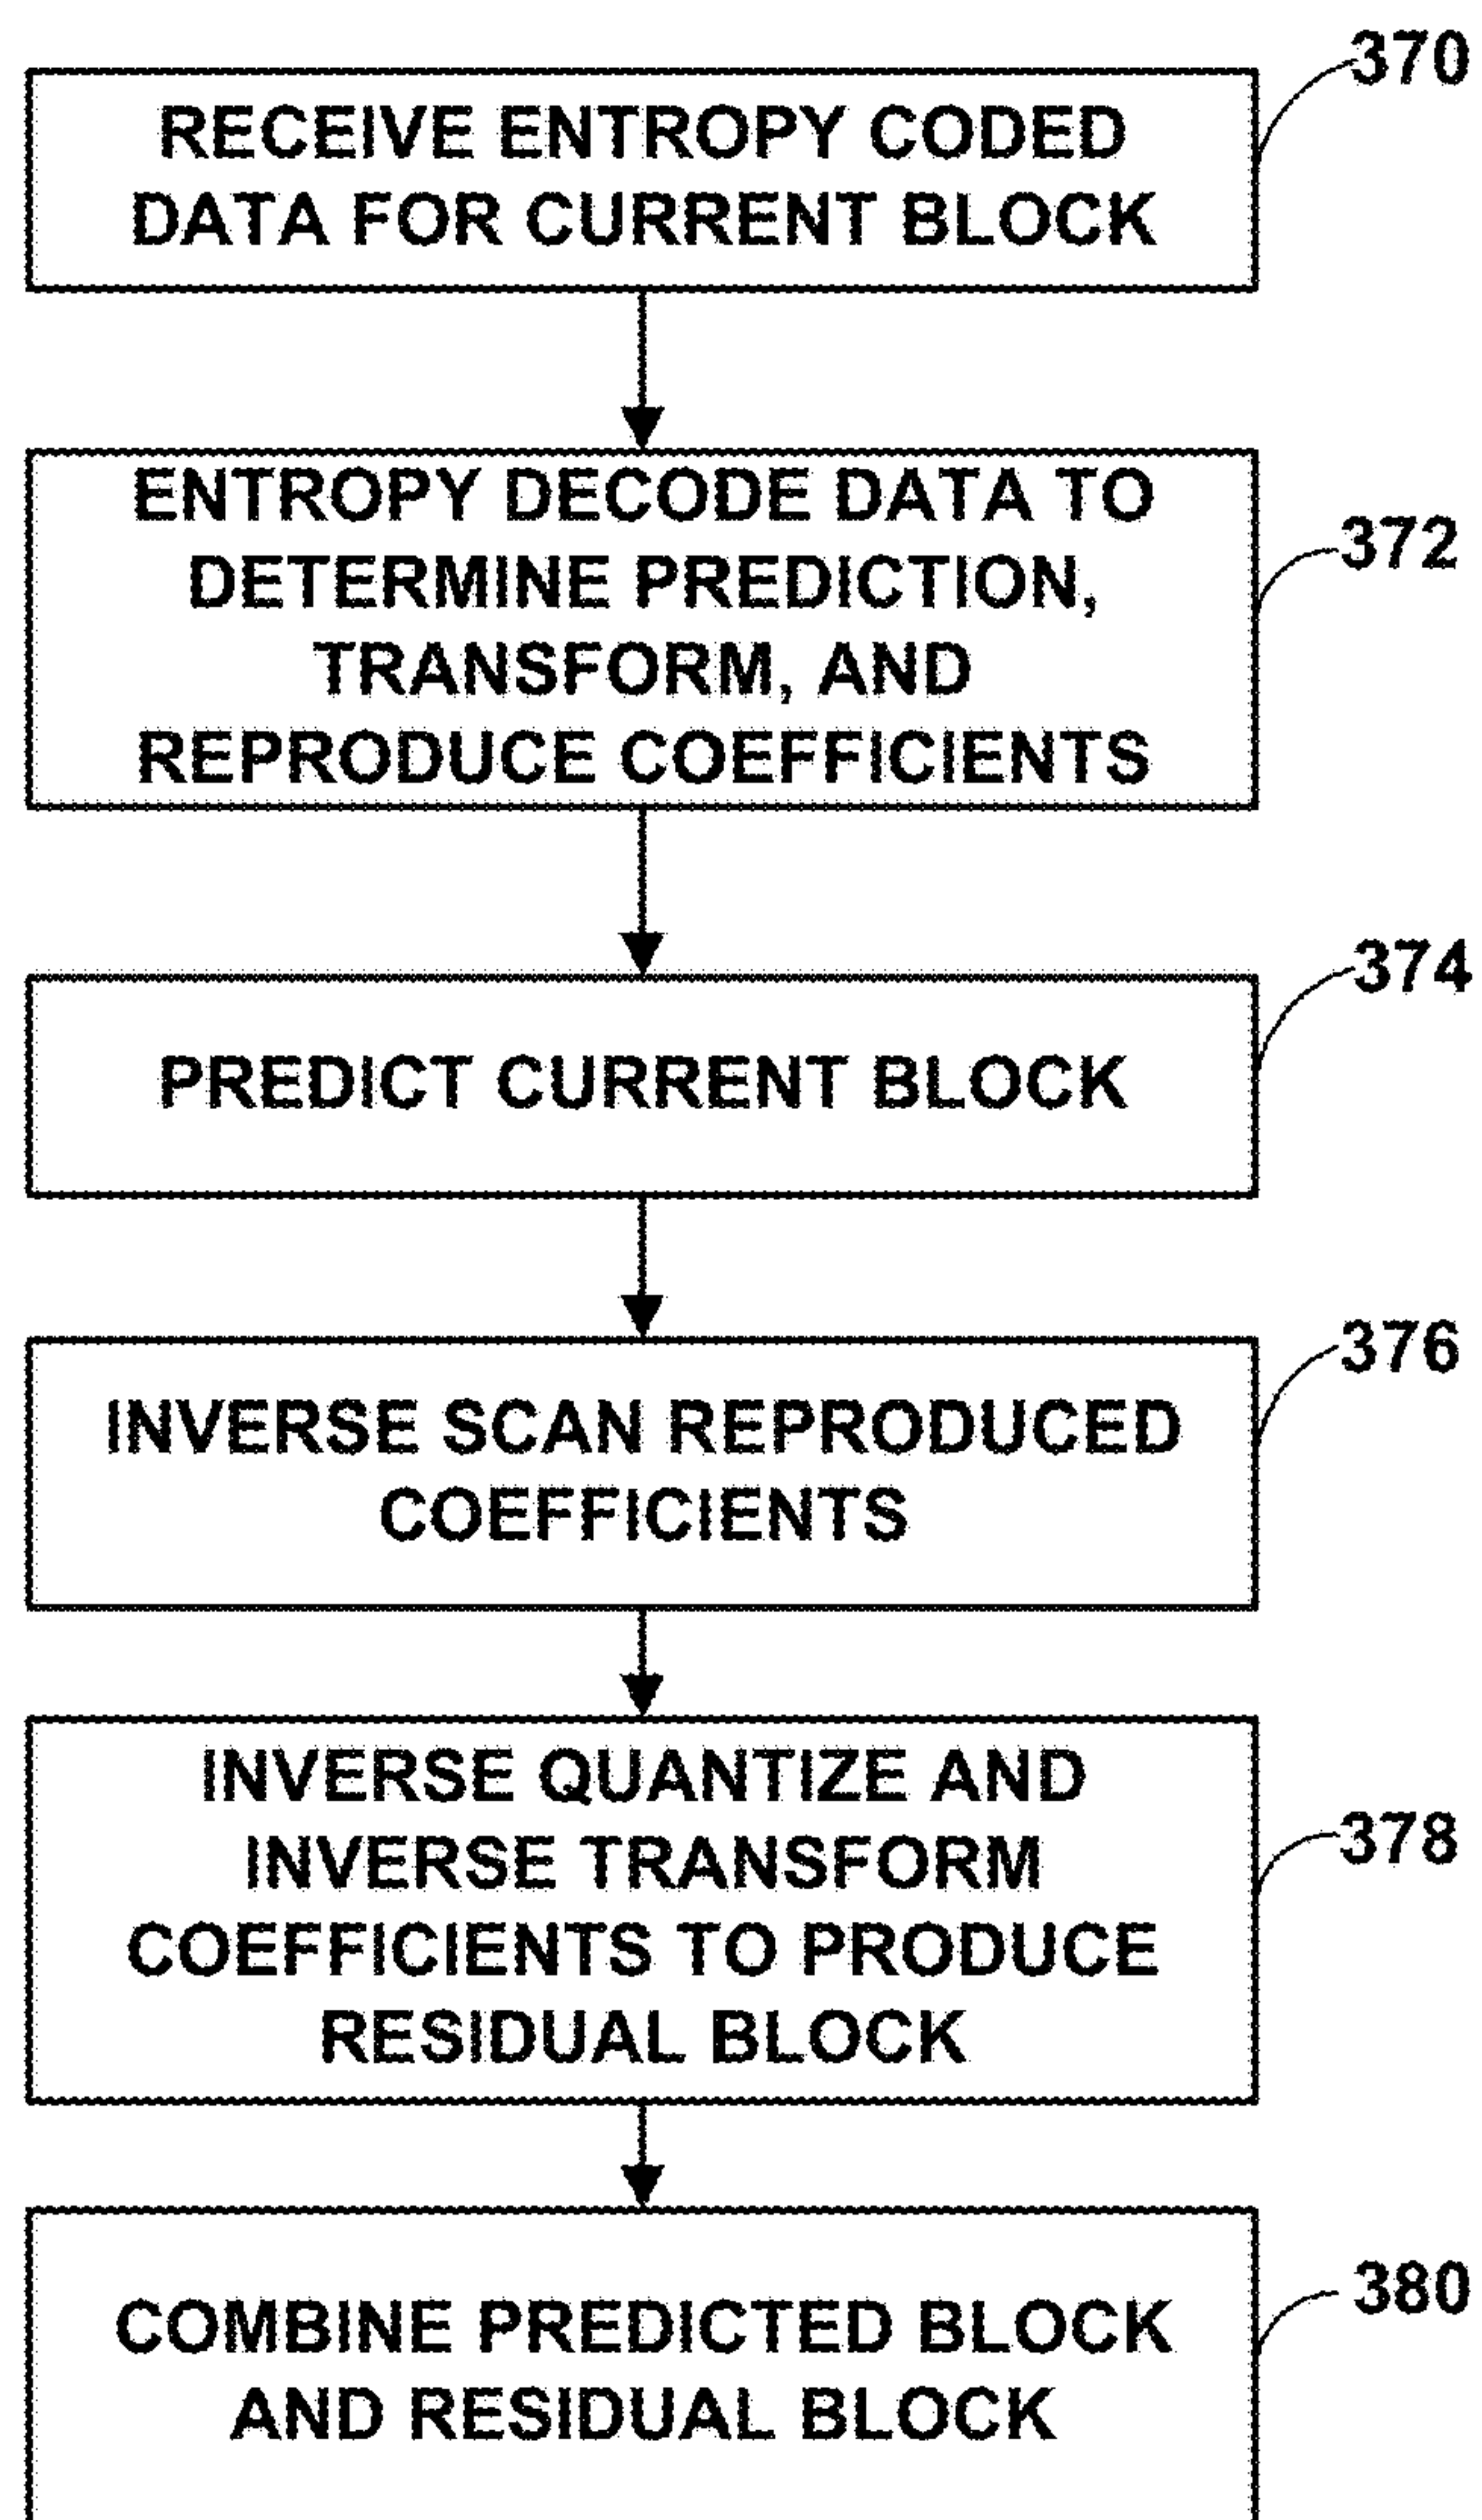 370
RECEIVE ENTROPY CODED
DATA FOR CURRENT BLOCK
ENTROPY DECODE DATA TO
DETERMINE PREDICTION,
TRANSFORM, AND
REPRODUCE COEFFICIENTS
372
374
PREDICT CURRENT BLOCK
376
INVERSE SCAN REPRODUCED
COEFFICIENTS
INVERSE QUANTIZE AND
INVERSE TRANSFORM
COEFFICIENTS TO PRODUCE
RESIDUAL BLOCK
378
380
COMBINE PREDICTED BLOCK
AND RESIDUAL BLOCK